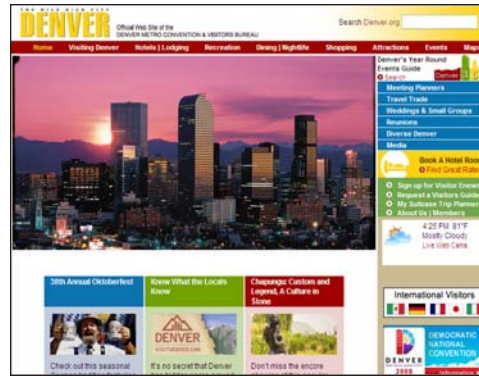 THE MILE HIGH CITY
DENVER
Official Web Site of the
DENVER METRO CONVENTION & VISITORS BUREAU
Search Denver.org
Home Visiting Denver Hotels | Lodging Recreation Dining | Nightlife Shopping Attractions Events Maps
Denver's Year Round
Events Guide
Search
Denver 3
Meeting Planners
Travel Trade
Weddings & Small Groups
Reunions
Diverse Denver
Media
Book A Hotel Roo
Find Great Rate
Sign up for Visitor Enews
Request a Visitors Guide
My Suitcase Trip Planner
About Us | Members
4:25 PM 81°F
Mostly Cloudy
Live Web Cams
38th Annual Oktoberfest
Know What the Locals
Know
Chapungu: Custom and
Legend, A Culture in
Stone
DENVER
Check out this seasonal
It's no secret that Denver
Don't miss the encore
International Visitors
DENVER
2008
DEMOCRATIC
NATIONAL
CONVENTION